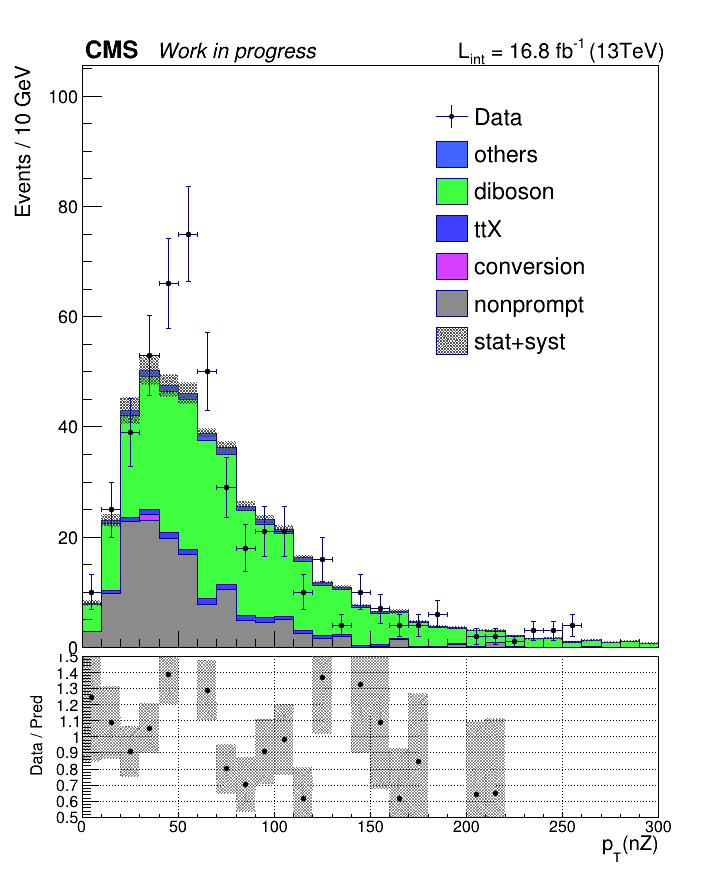 CMS Work in progress L_int = 16.8 fb^-1 (13TeV)
Events / 10 GeV
100
80
60
40
20
0
Data
others
diboson
ttX
conversion
nonprompt
stat+syst
Data / Pred
1.5
1.4
1.3
1.2
1.1
1
0.9
0.8
0.7
0.6
0.5
0 50 100 150 200 250 300
p_T(nZ)